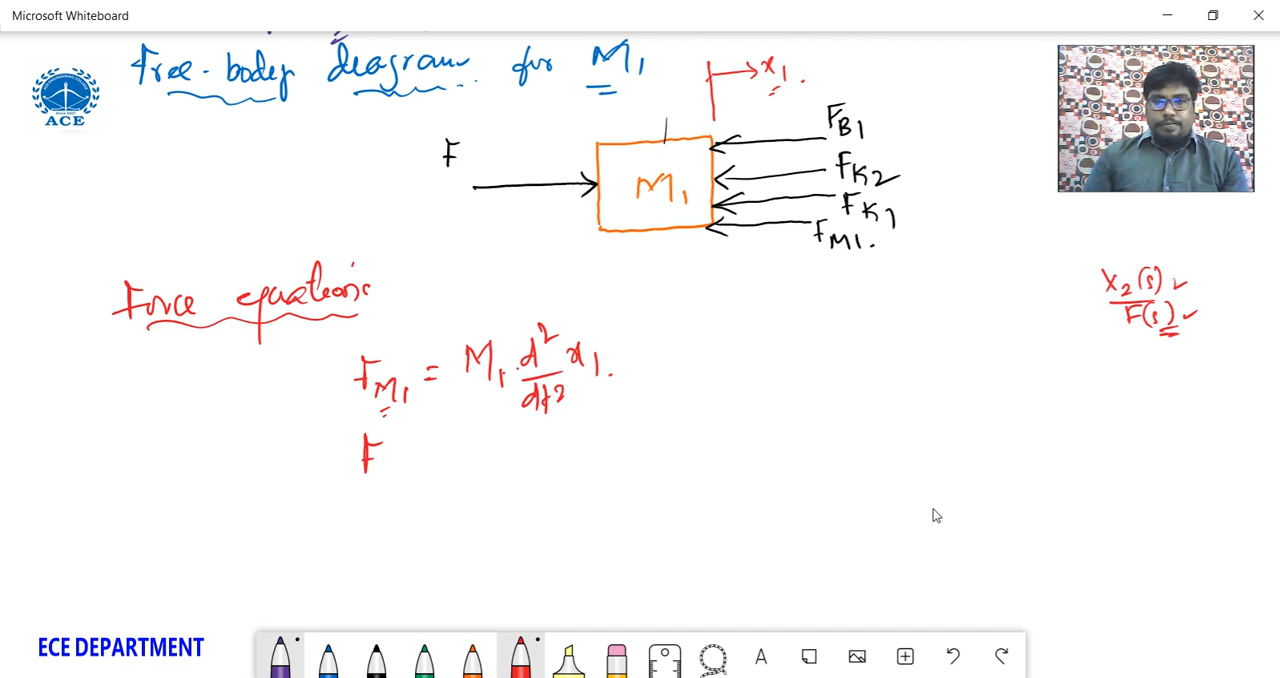 Microsoft Whiteboard
Free-body diagram for M1
x1.
ACE
F
M1
FB1
FK2
FK1
FM1.
Force equations
X2(s)
F(s)
FM1 = M1 . d²/dt² x1.
F
ECE DEPARTMENT
A